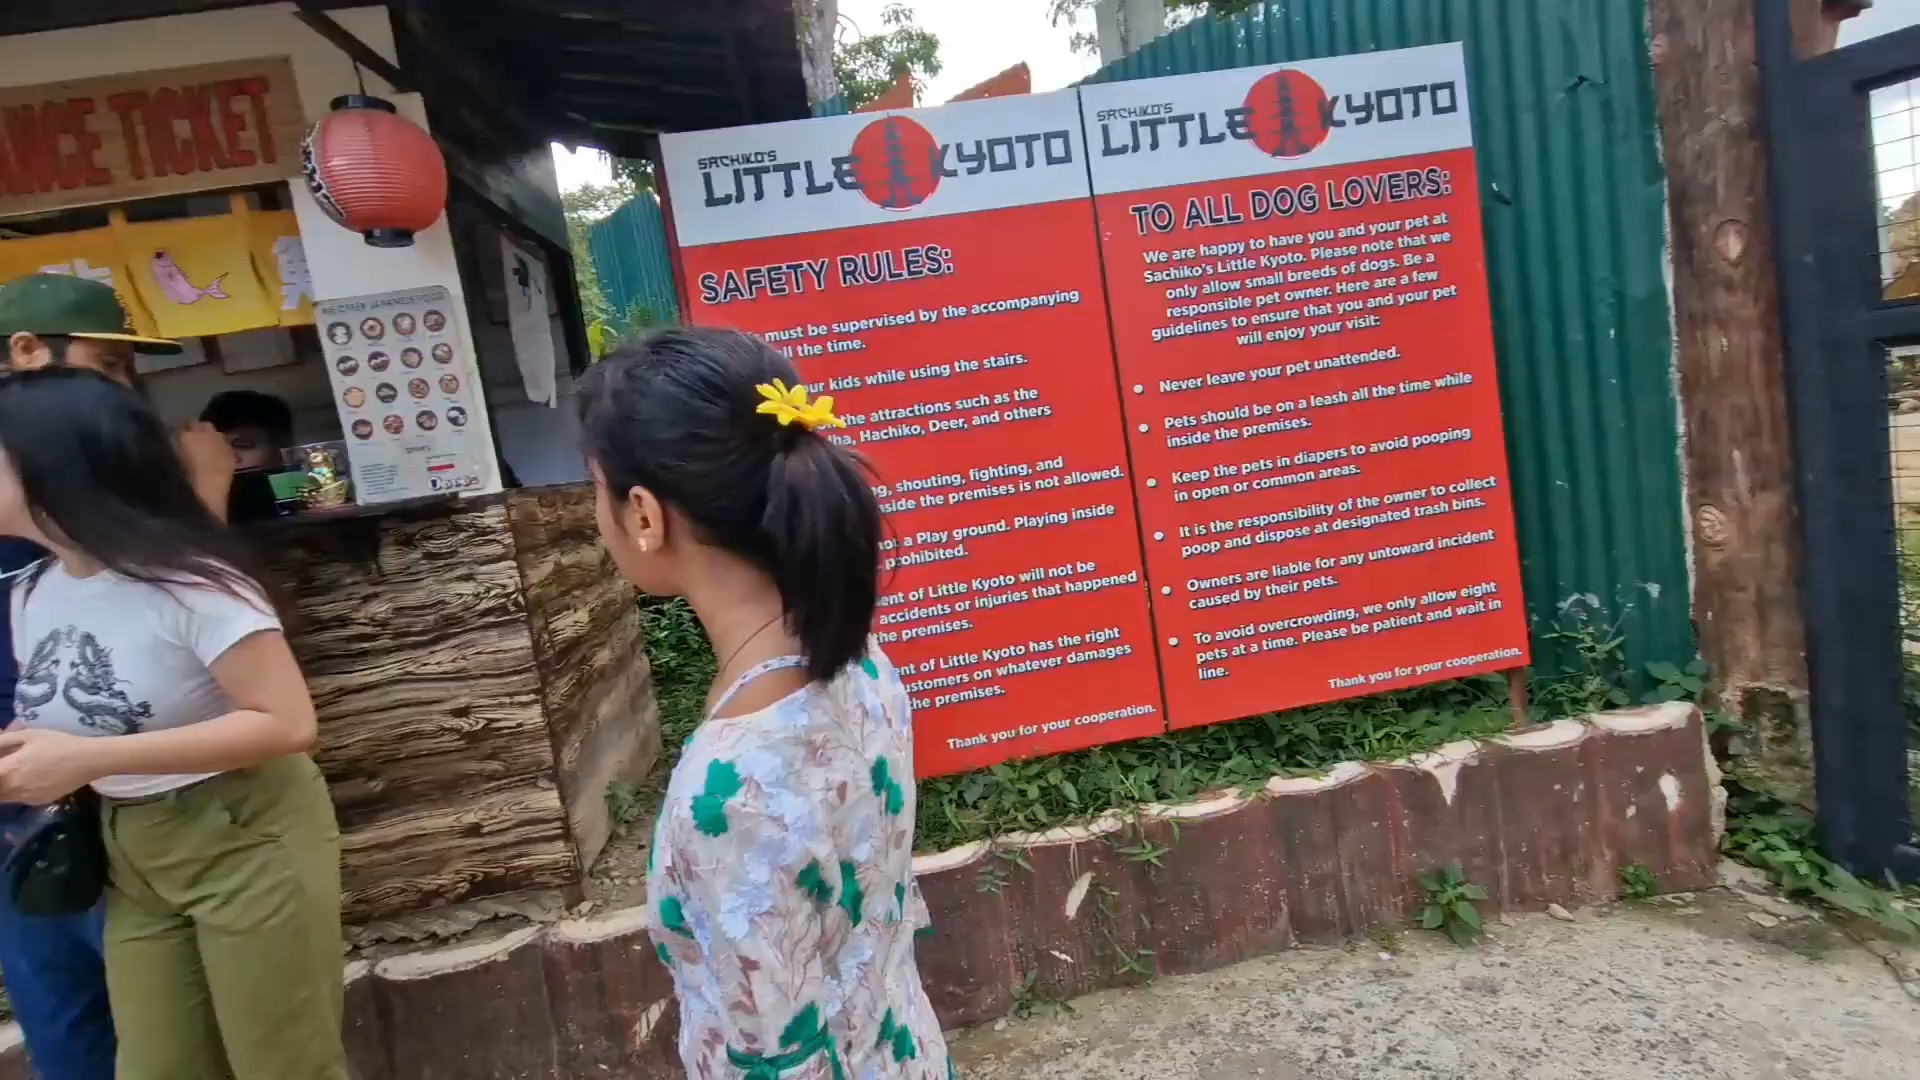 TICKET
WE OFFER JAPANESE FOOD
SACHIKO'S
LITTLE KYOTO
SAFETY RULES:
must be supervised by the accompanying
the time.
kids while using the stairs.
the attractions such as the
Hachiko, Deer, and others
shouting, fighting, and
the premises is not allowed.
a Play ground. Playing inside
prohibited.
of Little Kyoto will not be
accidents or injuries that happened
the premises.
of Little Kyoto has the right
on whatever damages
the premises.
Thank you for your cooperation.
SACHIKO'S
LITTLE KYOTO
TO ALL DOG LOVERS:
We are happy to have you and your pet at
Sachiko's Little Kyoto. Please note that we
only allow small breeds of dogs. Be a
responsible pet owner. Here are a few
guidelines to ensure that you and your pet
will enjoy your visit:
Never leave your pet unattended.
Pets should be on a leash all the time while
inside the premises.
Keep the pets in diapers to avoid pooping
in open or common areas.
It is the responsibility of the owner to collect
poop and dispose at designated trash bins.
Owners are liable for any untoward incident
caused by their pets.
To avoid overcrowding, we only allow eight
pets at a time. Please be patient and wait in
line.
Thank you for your cooperation.